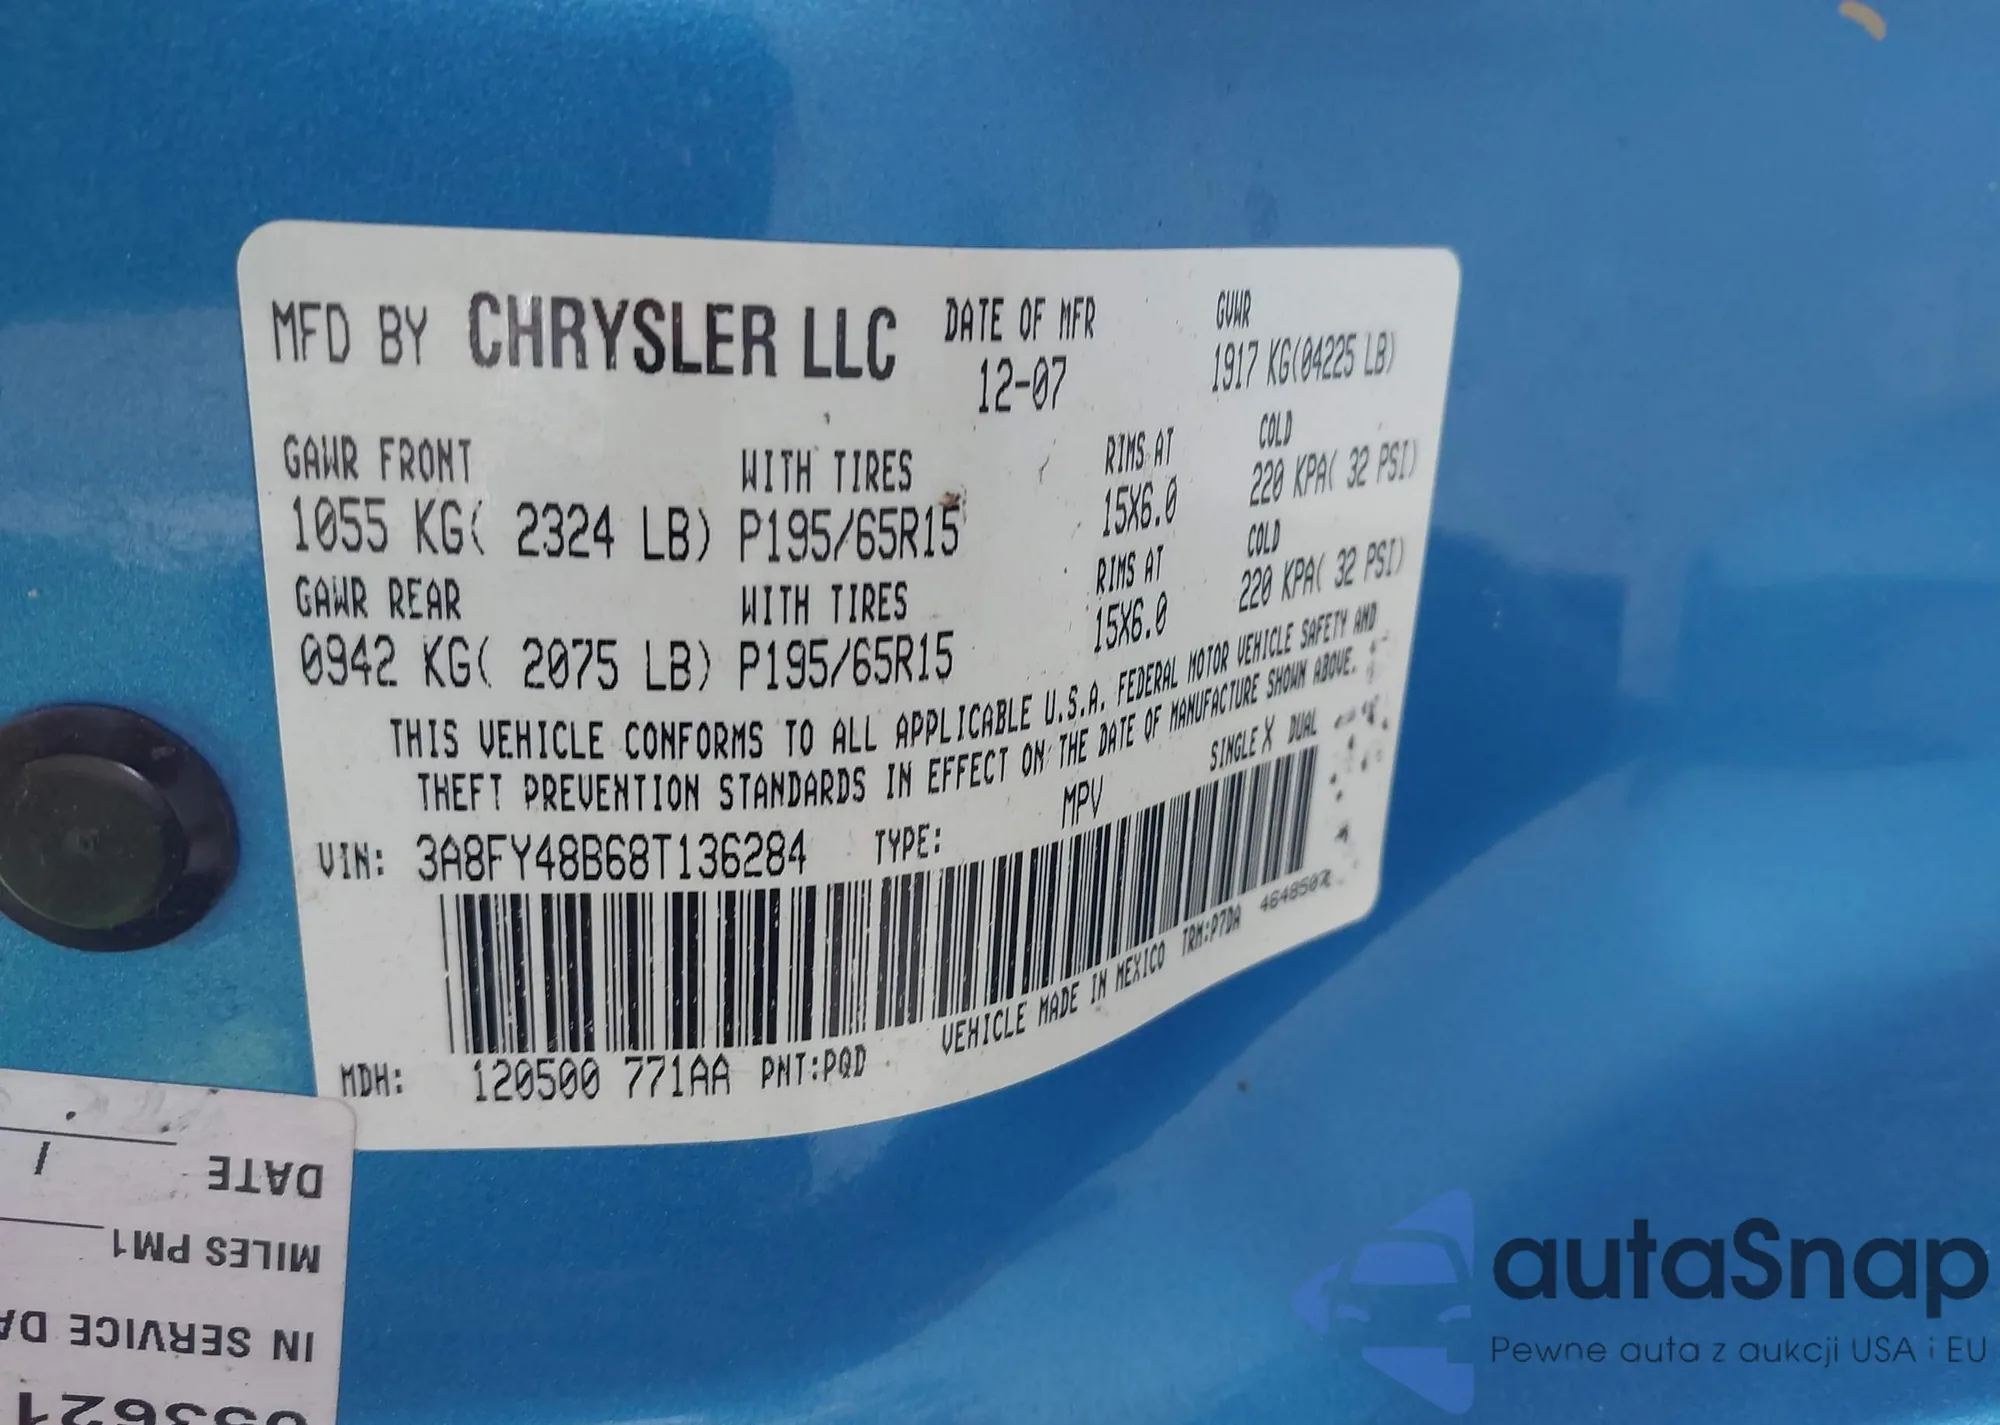 MFD BY CHRYSLER LLC DATE OF MFR GVWR
12-07 1917 KG(04225 LB)
GAWR FRONT WITH TIRES RIMS AT COLD
1055 KG( 2324 LB) P195/65R15 15X6.0 220 KPA( 32 PSI)
GAWR REAR WITH TIRES RIMS AT COLD
0942 KG( 2075 LB) P195/65R15 15X6.0 220 KPA( 32 PSI)
THIS VEHICLE CONFORMS TO ALL APPLICABLE U.S.A. FEDERAL MOTOR VEHICLE SAFETY AND
THEFT PREVENTION STANDARDS IN EFFECT ON THE DATE OF MANUFACTURE SHOWN ABOVE.
VIN: 3A8FY48B68T136284 TYPE: MPV SINGLE X DUAL
MDH: 120500 771AA PNT:PQD VEHICLE MADE IN MEXICO TRM:P7DA
DATE /
MILES PM1
IN SERVICE DA
autaSnap
Pewne auta z aukcji USA i EU